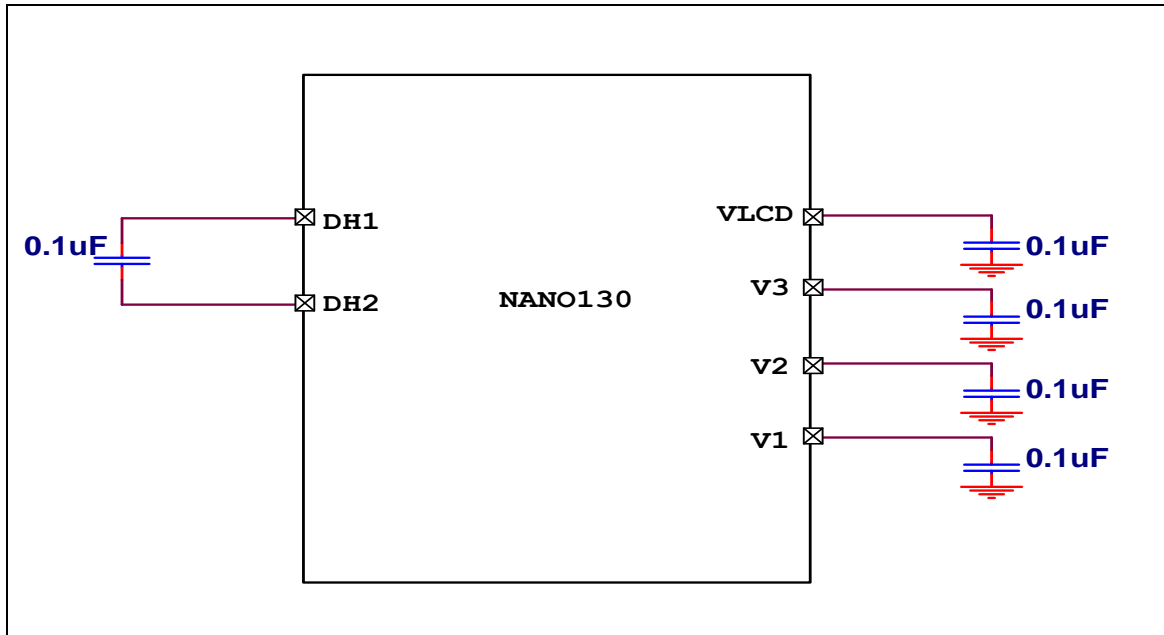 DH1
0.1uF
DH2
NANO130
VLCD
0.1uF
V3
0.1uF
V2
0.1uF
V1
0.1uF